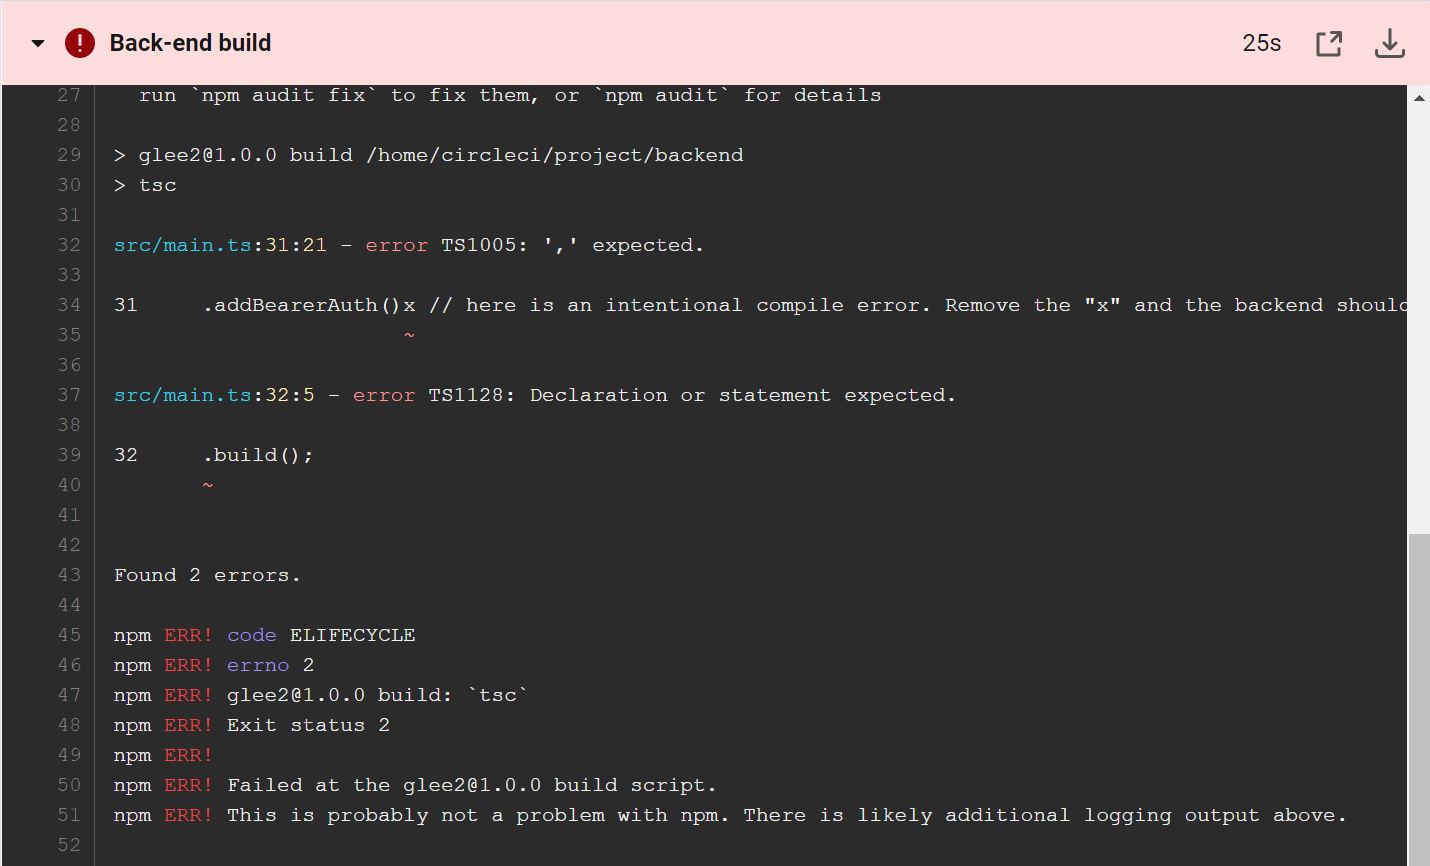 Back-end build 25s
27 run `npm audit fix` to fix them, or `npm audit` for details
28
29 > glee2@1.0.0 build /home/circleci/project/backend
30 > tsc
31
32 src/main.ts:31:21 - error TS1005: ',' expected.
33
34 31 .addBearerAuth()x // here is an intentional compile error. Remove the "x" and the backend should
35 ~
36
37 src/main.ts:32:5 - error TS1128: Declaration or statement expected.
38
39 32 .build();
40 ~
41
42
43 Found 2 errors.
44
45 npm ERR! code ELIFECYCLE
46 npm ERR! errno 2
47 npm ERR! glee2@1.0.0 build: `tsc`
48 npm ERR! Exit status 2
49 npm ERR!
50 npm ERR! Failed at the glee2@1.0.0 build script.
51 npm ERR! This is probably not a problem with npm. There is likely additional logging output above.
52